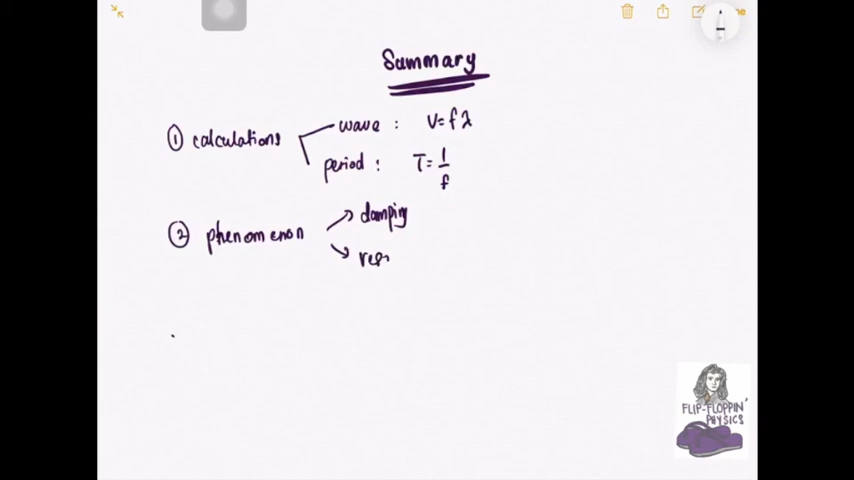 Summary
① calculations
wave : v=fλ
period : T=1/f
② phenomenon
damping
res
FLIP-FLOPPIN'
PHYSICS